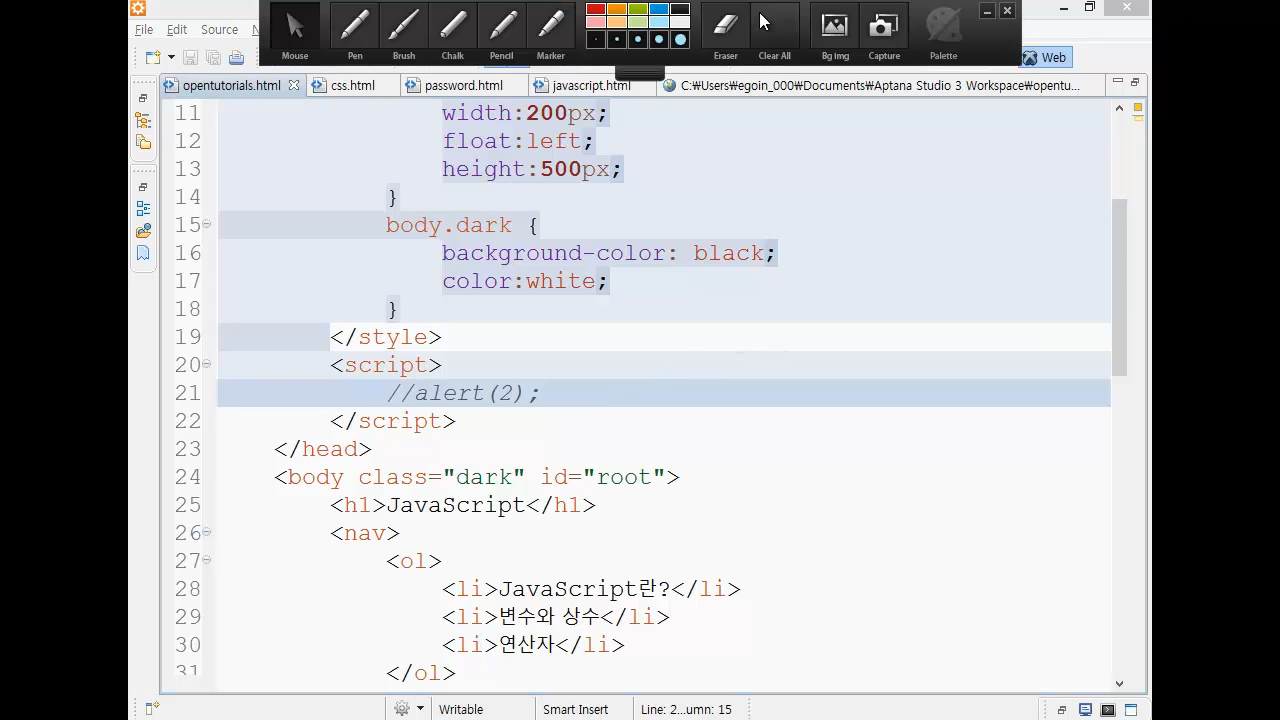 File Edit Source
Mouse Pen Brush Chalk Pencil Marker Eraser Clear All Bg img Capture Palette
Web
opentutorials.html css.html password.html javascript.html C:\Users\egoin_000\Documents\Aptana Studio 3 Workspace\opentu...
11 width:200px;
12 float:left;
13 height:500px;
14 }
15 body.dark {
16 background-color: black;
17 color:white;
18 }
19 </style>
20 <script>
21 //alert(2);
22 </script>
23 </head>
24 <body class="dark" id="root">
25 <h1>JavaScript</h1>
26 <nav>
27 <ol>
28 <li>JavaScript란?</li>
29 <li>변수와 상수</li>
30 <li>연산자</li>
31 </ol>
Writable Smart Insert Line: 2...umn: 15